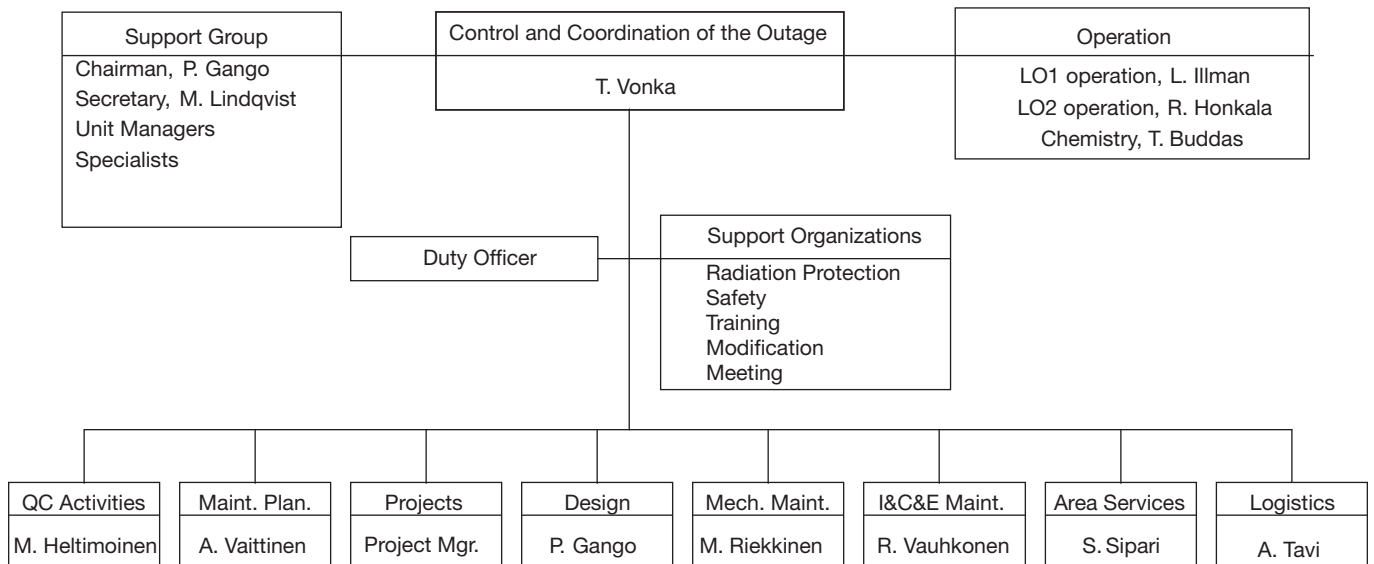 Support Group
Chairman, P. Gango
Secretary, M. Lindqvist
Unit Managers
Specialists
Control and Coordination of the Outage
T. Vonka
Operation
LO1 operation, L. Illman
LO2 operation, R. Honkala
Chemistry, T. Buddas
Duty Officer
Support Organizations
Radiation Protection
Safety
Training
Modification
Meeting
QC Activities
M. Heltimoinen
Maint. Plan.
A. Vaittinen
Projects
Project Mgr.
Design
P. Gango
Mech. Maint.
M. Riekkinen
I&C&E Maint.
R. Vauhkonen
Area Services
S. Sipari
Logistics
A. Tavi